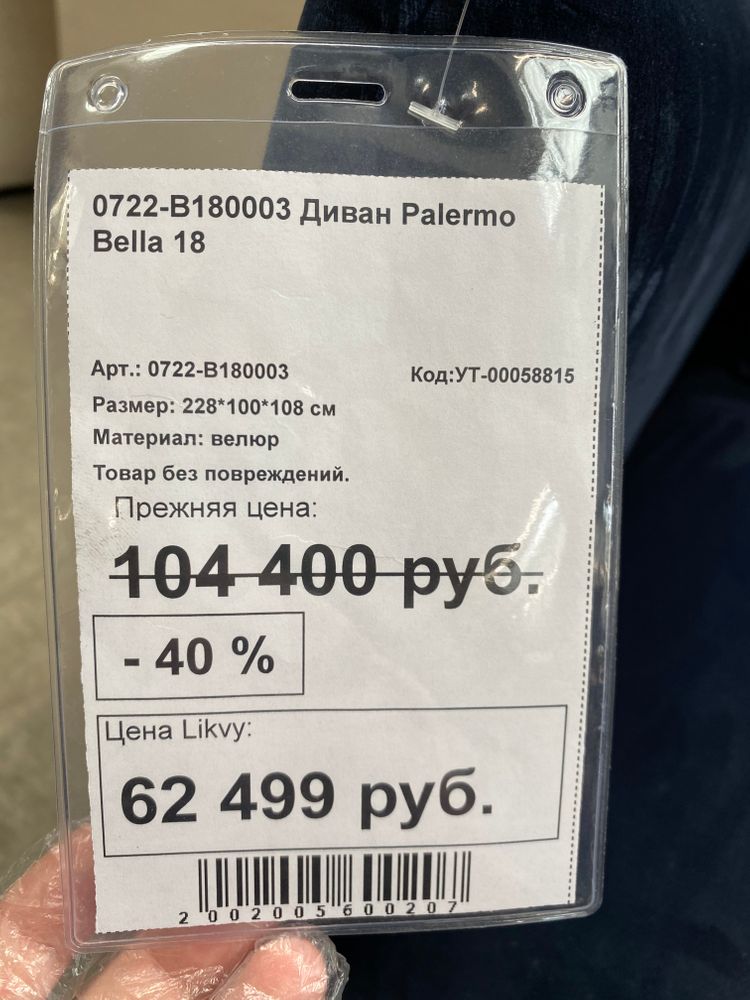 0722-B180003 Диван Palermo
Bella 18
Арт.: 0722-B180003
Код:УТ-00058815
Размер: 228*100*108 см
Материал: велюр
Товар без повреждений.
Прежняя цена:
104 400 руб.
- 40 %
Цена Likvy:
62 499 руб.
2002005600207